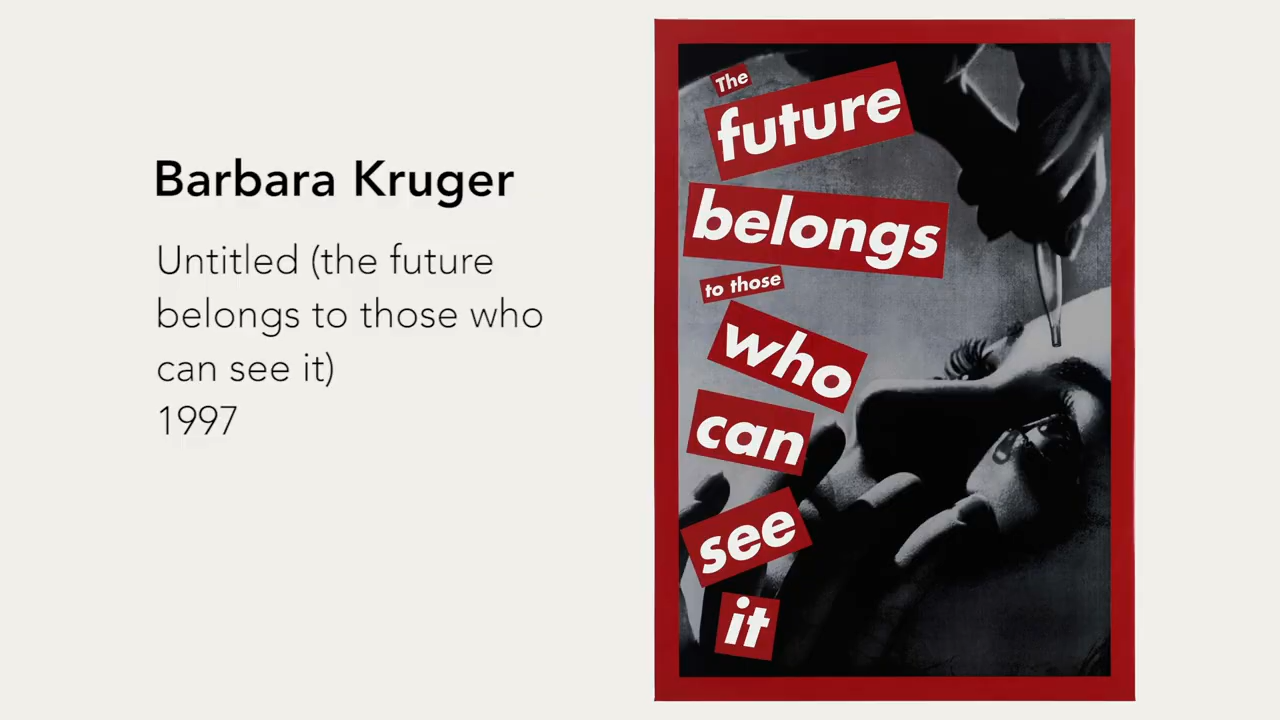 Barbara Kruger
Untitled (the future
belongs to those who
can see it)
1997
The
future
belongs
to those
who
can
see
it